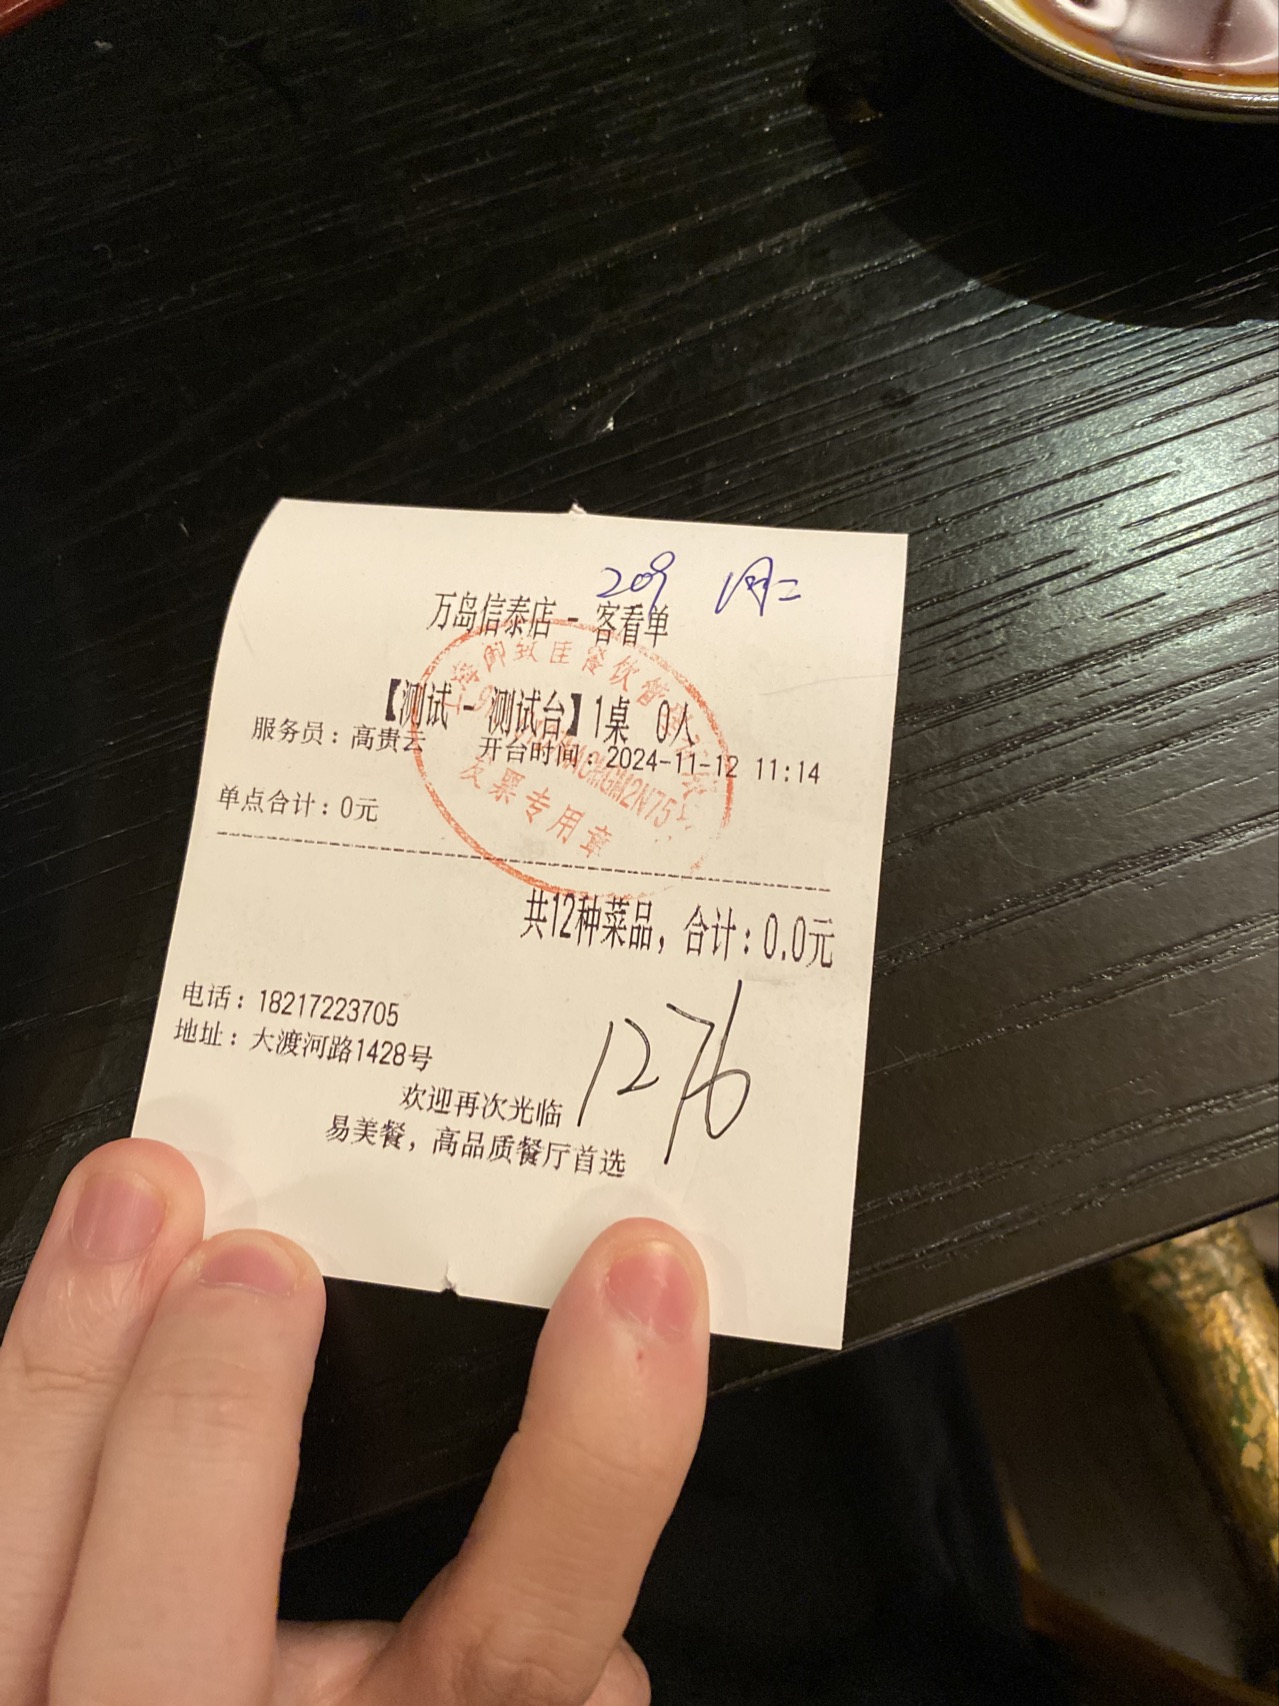 209
万岛信泰店 - 客看单
【测试 - 测试台】1桌 0人
服务员：高贵云 开台时间：2024-11-12 11:14
单点合计：0元
发票专用章
共12种菜品，合计：0.0元
1276
电话：18217223705
地址：大渡河路1428号
欢迎再次光临
易美餐，高品质餐厅首选